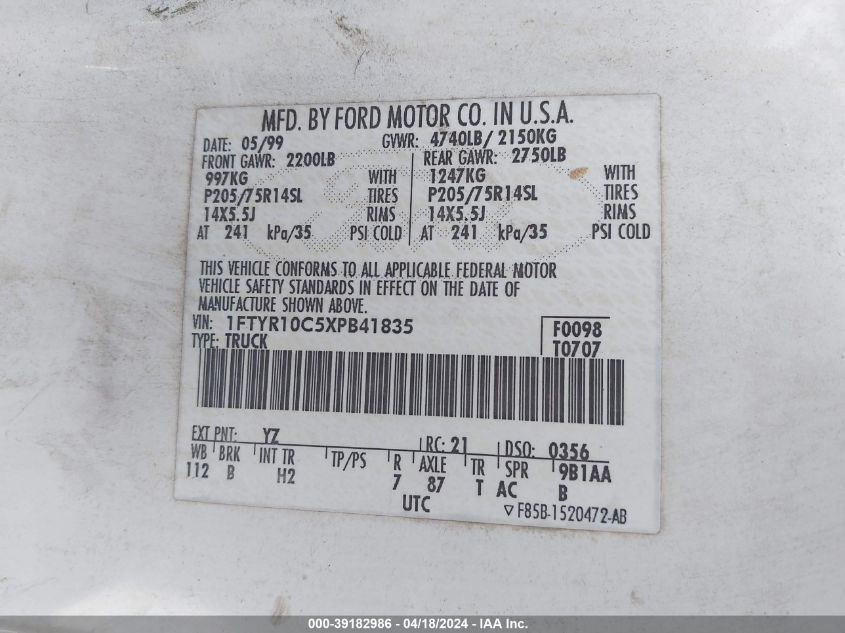 MFD. BY FORD MOTOR CO. IN U.S.A.
DATE: 05/99 GVWR: 4740LB/ 2150KG
FRONT GAWR: 2200LB REAR GAWR: 2750LB
997KG WITH 1247KG WITH
P205/75R14SL TIRES P205/75R14SL TIRES
14X5.5J RIMS 14X5.5J RIMS
AT 241 kPa/35 PSI COLD AT 241 kPa/35 PSI COLD
THIS VEHICLE CONFORMS TO ALL APPLICABLE FEDERAL MOTOR
VEHICLE SAFETY STANDARDS IN EFFECT ON THE DATE OF
MANUFACTURE SHOWN ABOVE.
VIN: 1FTYR10C5XPB41835 F0098
TYPE: TRUCK T0707
EXT PNT: YZ RC: 21 DSO: 0356
WB BRK INT TR TP/PS R AXLE TR SPR 9B1AA
112 B H2 7 87 T AC B
UTC ▽F85B-1520472-AB
000-39182986 - 04/18/2024 - IAA Inc.